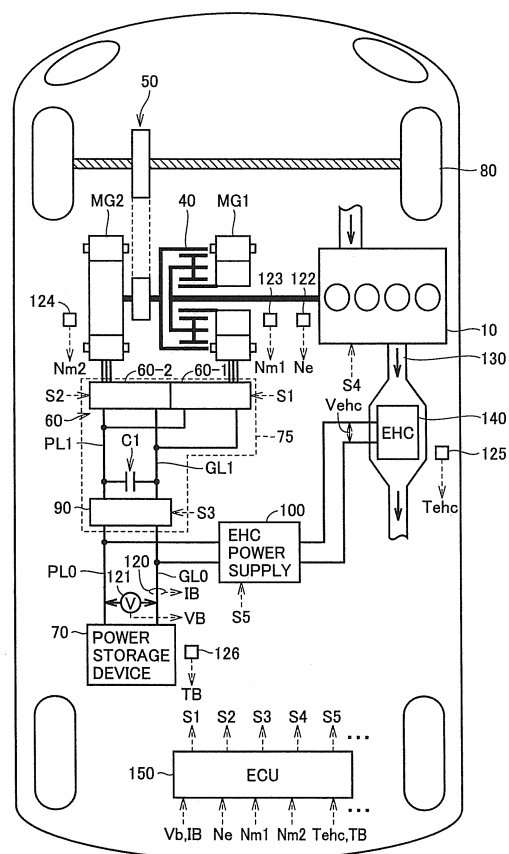 50
80
MG2
40
MG1
123
122
124
10
Nm2
Nm1
Ne
130
S4
60-2
60-1
S2
S1
60
Vehc
140
EHC
C1
75
PL1
GL1
125
Tehc
90
S3
100
EHC
POWER
SUPPLY
PL0
120
GL0
121
IB
V
VB
S5
70
POWER
STORAGE
DEVICE
126
TB
S1 S2 S3 S4 S5 ...
150
ECU
...
Vb,IB Ne Nm1 Nm2 Tehc,TB